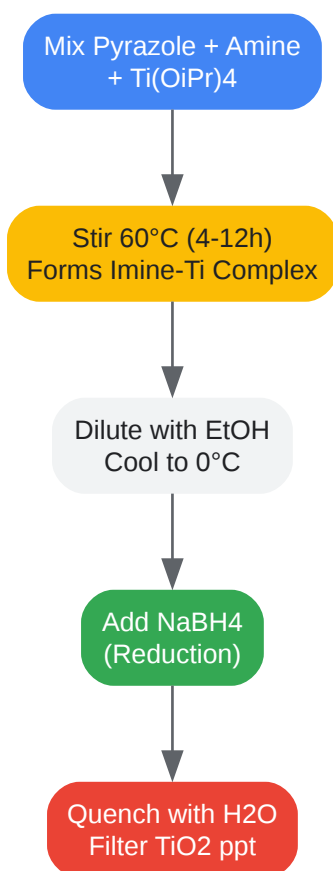 Mix Pyrazole + Amine
+ Ti(OiPr)4
Stir 60°C (4-12h)
Forms Imine-Ti Complex
Dilute with EtOH
Cool to 0°C
Add NaBH4
(Reduction)
Quench with H2O
Filter TiO2 ppt